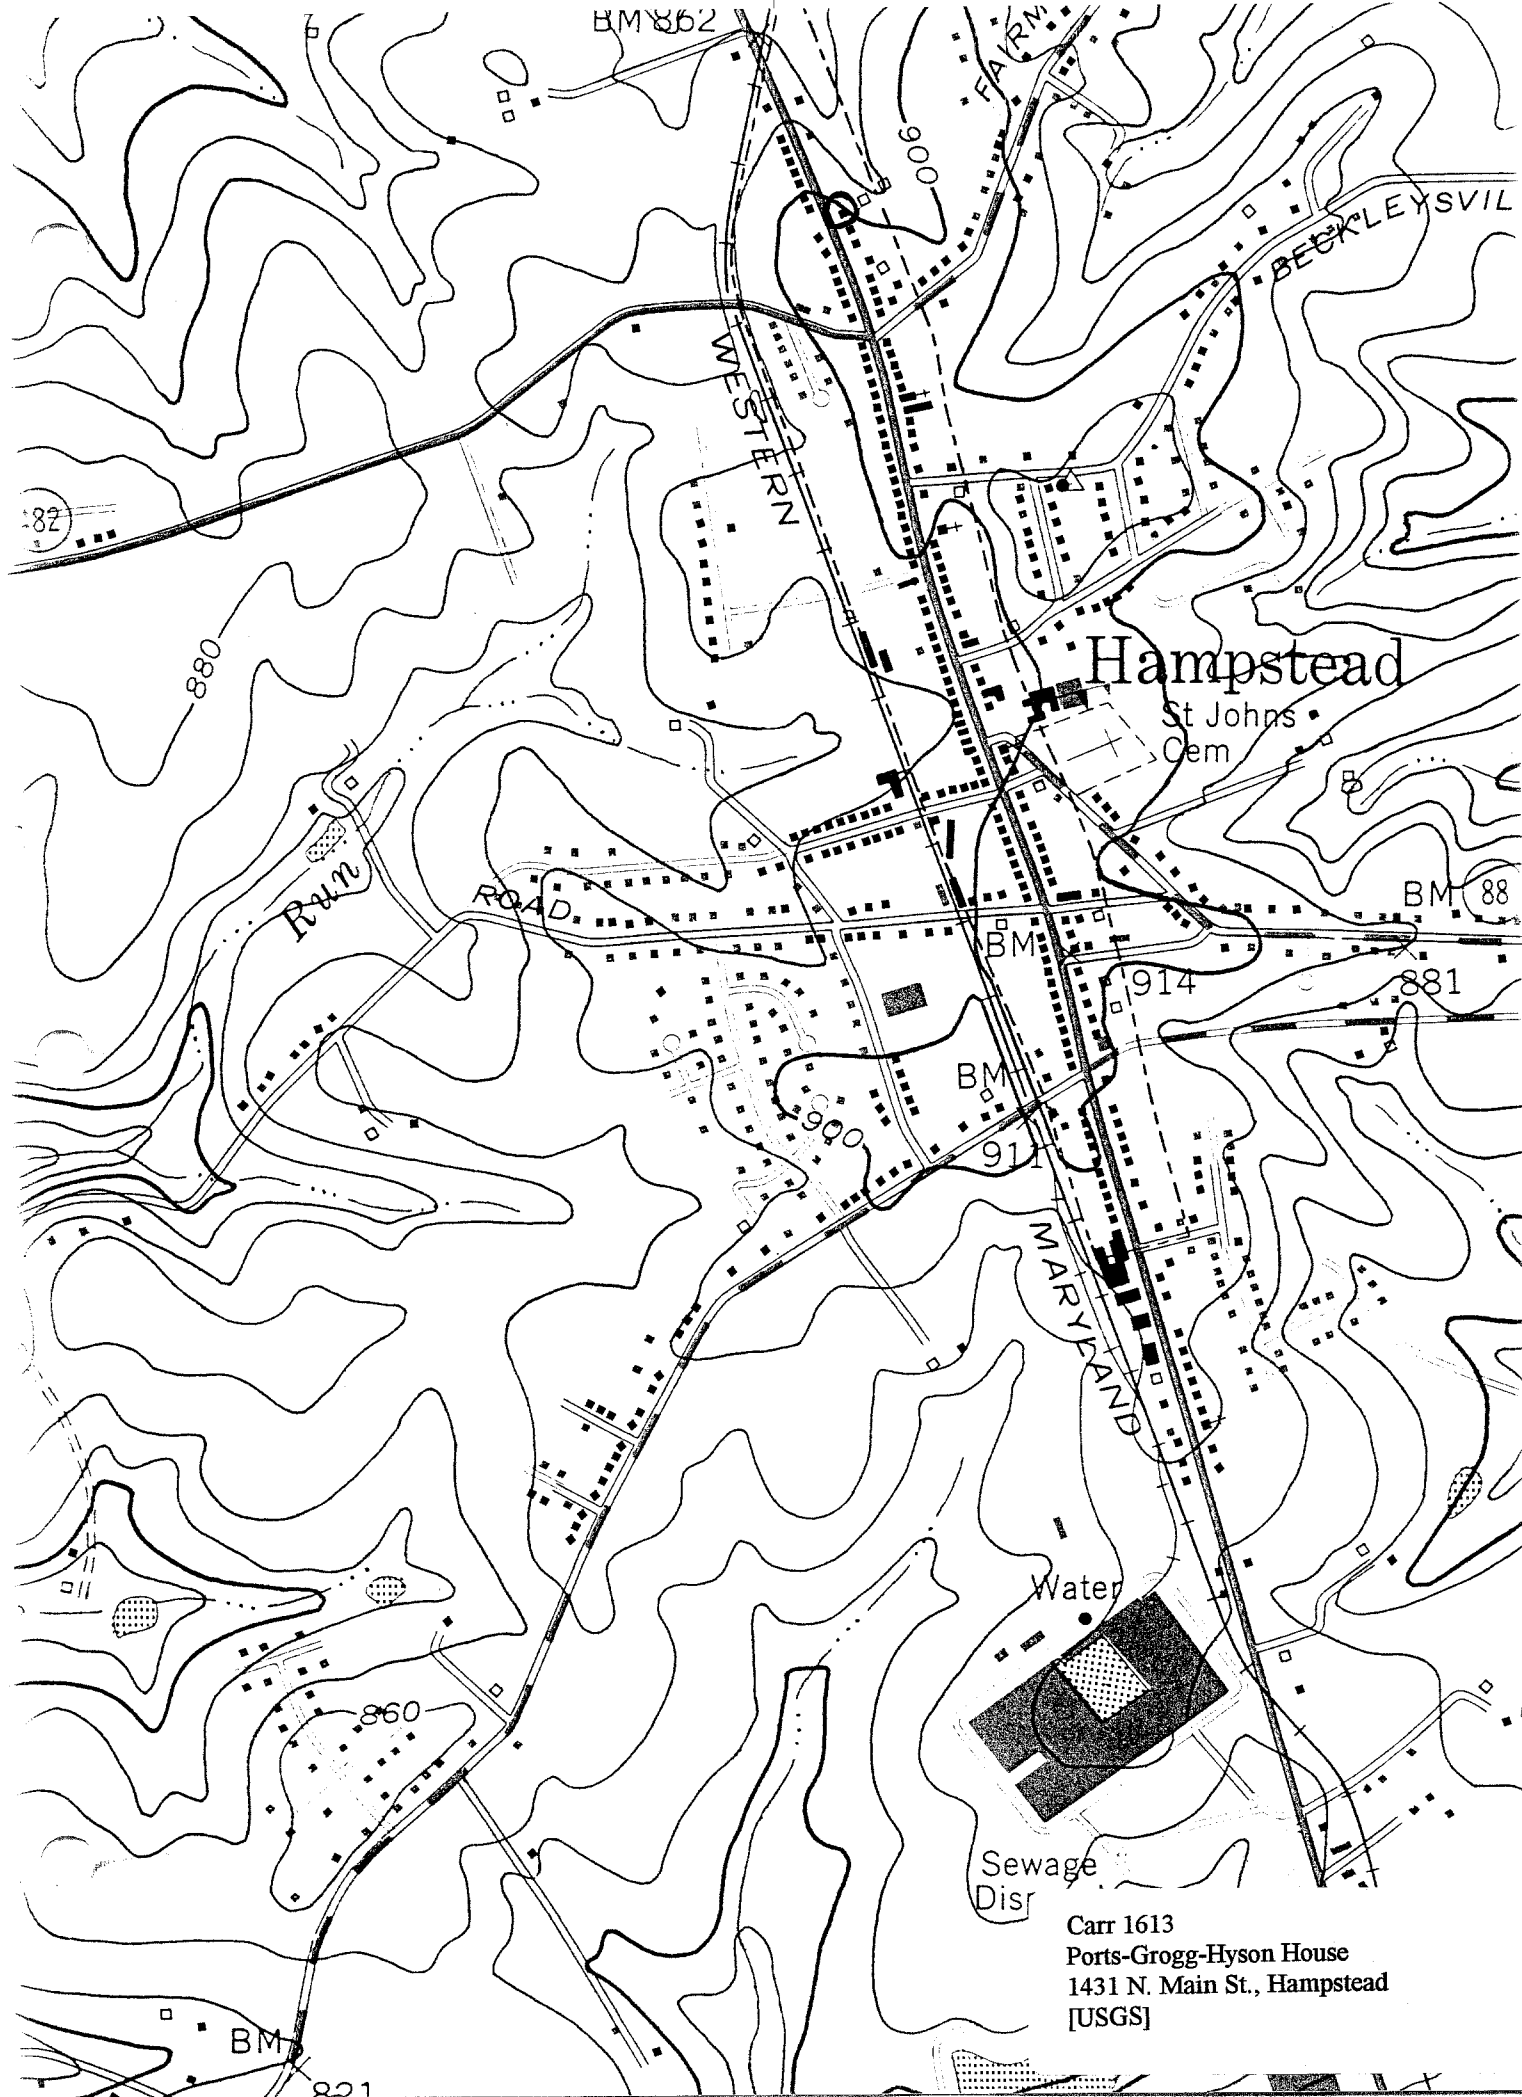 BM 862
FAIRM
900
BECKLEYSVIL
WESTERN
482
880
Hampstead
St Johns
Cem
Run
ROAD
BM 88
BM
914
881
BM
900
911
MARYLAND
Water
860
Sewage
Disp
Carr 1613
Ports-Grogg-Hyson House
1431 N. Main St., Hampstead
[USGS]
BM
821